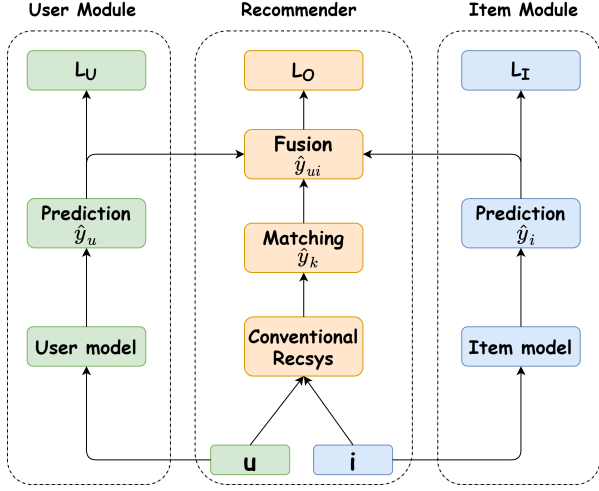 User Module
Recommender
Item Module
L_U
L_O
L_I
Fusion
ŷ_ui
Prediction
ŷ_u
Matching
ŷ_k
Prediction
ŷ_i
User model
Conventional
Recsys
Item model
u
i